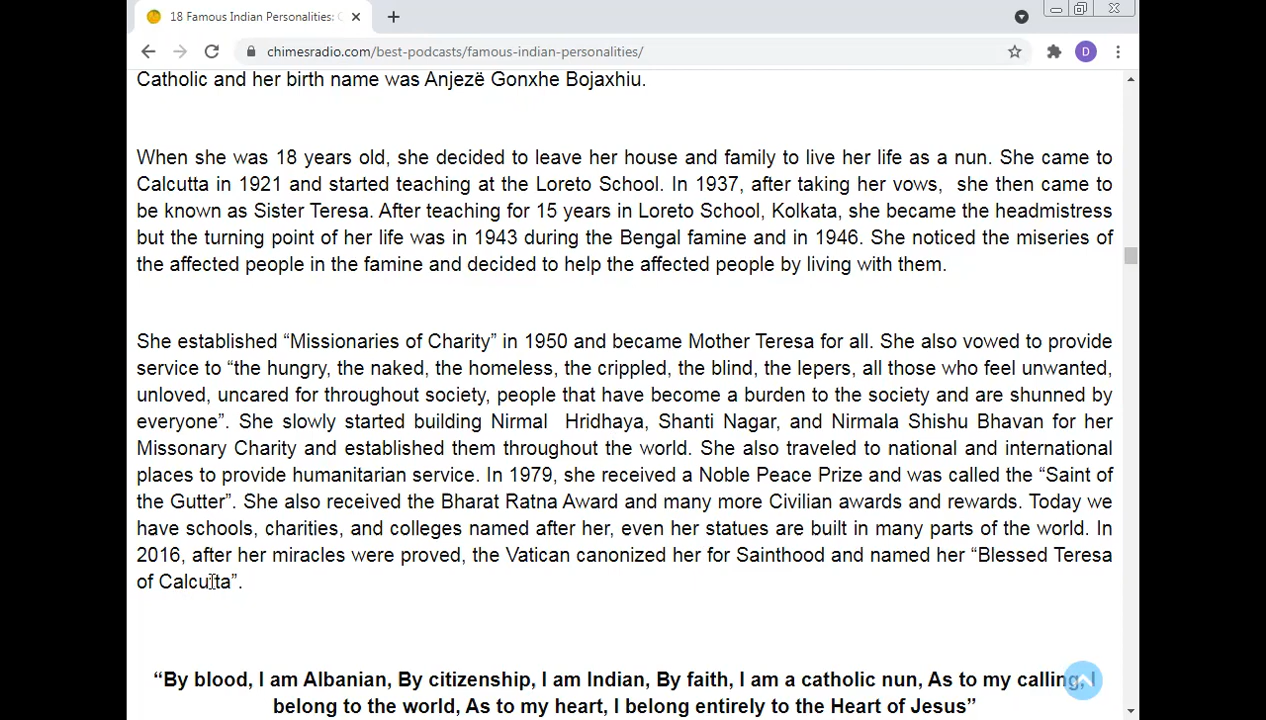 18 Famous Indian Personalities:
chimesradio.com/best-podcasts/famous-indian-personalities/
D
Catholic and her birth name was Anjezë Gonxhe Bojaxhiu.
When she was 18 years old, she decided to leave her house and family to live her life as a nun. She came to
Calcutta in 1921 and started teaching at the Loreto School. In 1937, after taking her vows,  she then came to
be known as Sister Teresa. After teaching for 15 years in Loreto School, Kolkata, she became the headmistress
but the turning point of her life was in 1943 during the Bengal famine and in 1946. She noticed the miseries of
the affected people in the famine and decided to help the affected people by living with them.
She established “Missionaries of Charity” in 1950 and became Mother Teresa for all. She also vowed to provide
service to “the hungry, the naked, the homeless, the crippled, the blind, the lepers, all those who feel unwanted,
unloved, uncared for throughout society, people that have become a burden to the society and are shunned by
everyone”. She slowly started building Nirmal  Hridhaya, Shanti Nagar, and Nirmala Shishu Bhavan for her
Missonary Charity and established them throughout the world. She also traveled to national and international
places to provide humanitarian service. In 1979, she received a Noble Peace Prize and was called the “Saint of
the Gutter”. She also received the Bharat Ratna Award and many more Civilian awards and rewards. Today we
have schools, charities, and colleges named after her, even her statues are built in many parts of the world. In
2016, after her miracles were proved, the Vatican canonized her for Sainthood and named her “Blessed Teresa
of Calcutta”.
“By blood, I am Albanian, By citizenship, I am Indian, By faith, I am a catholic nun, As to my calling, I
belong to the world, As to my heart, I belong entirely to the Heart of Jesus”